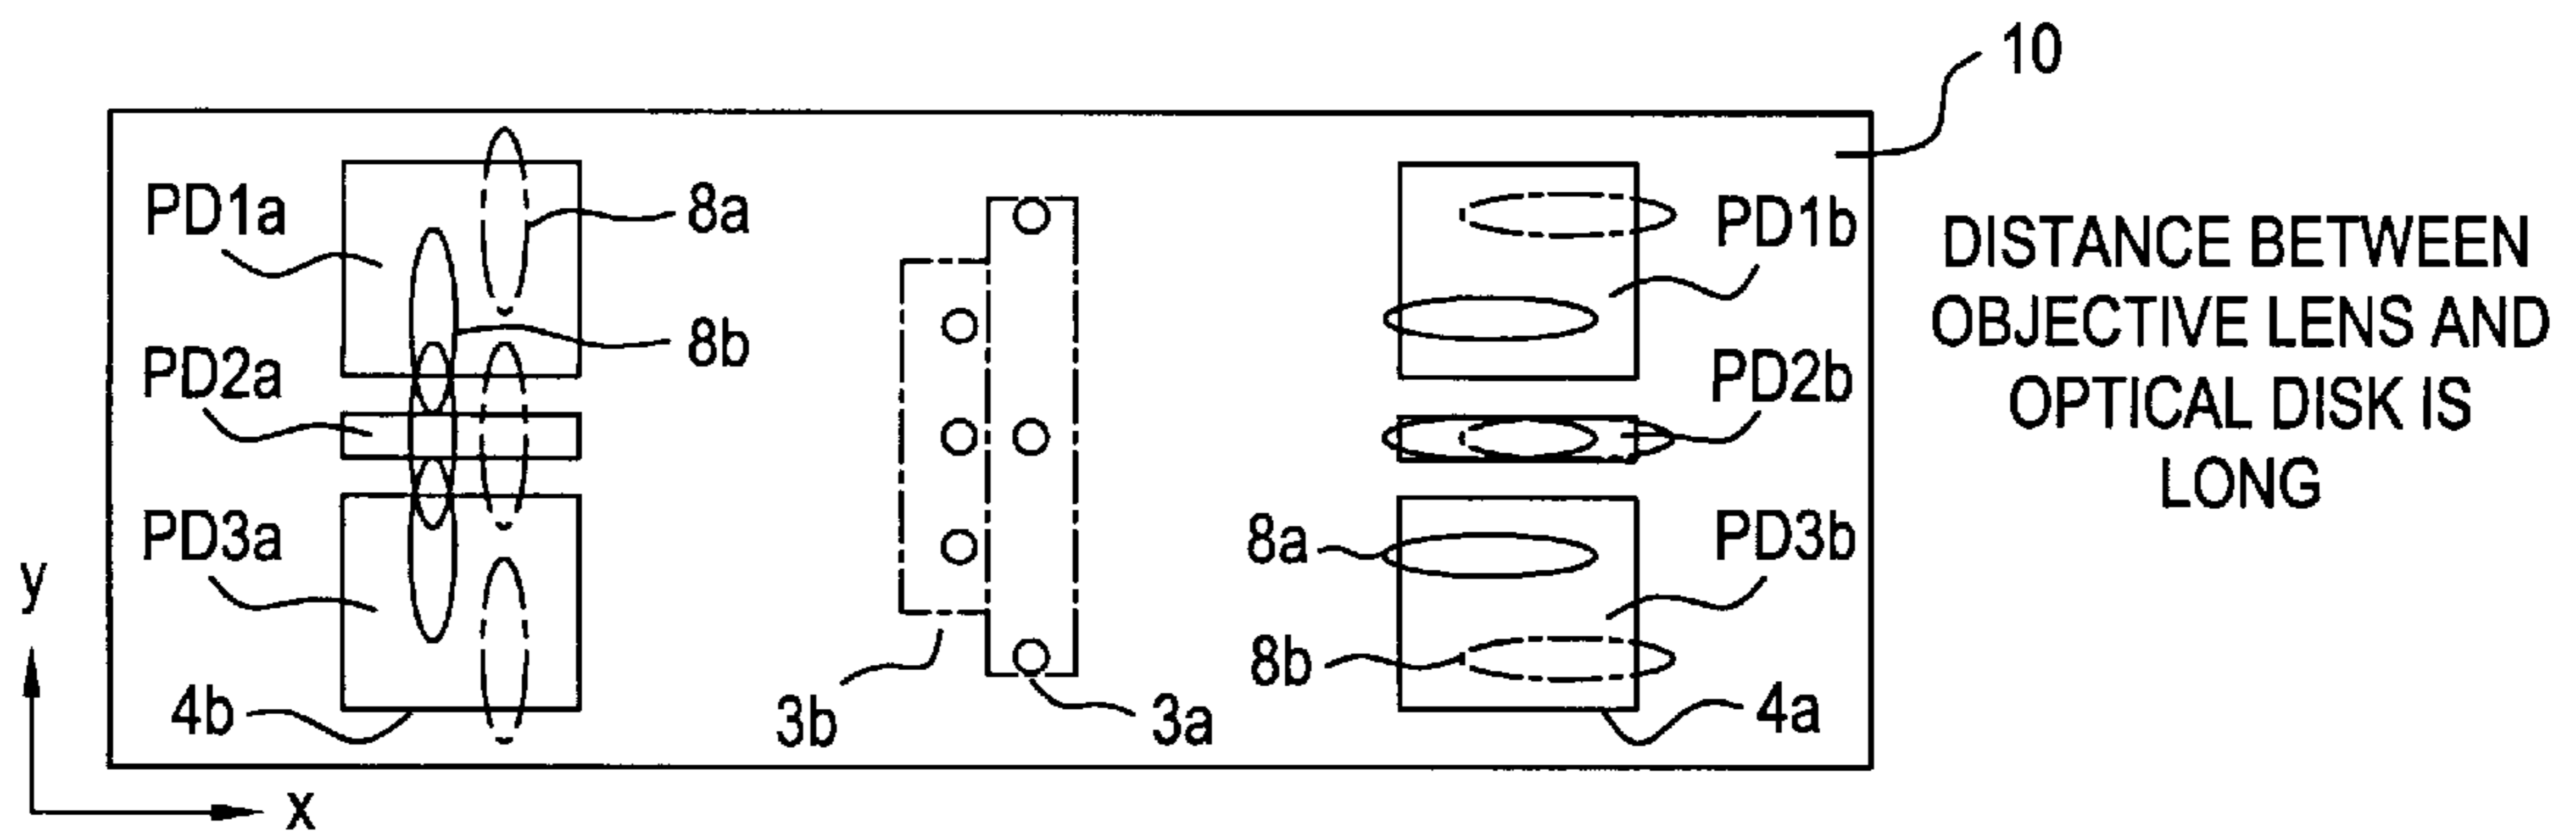 10
PD1a
8a
PD1b
DISTANCE BETWEEN
OBJECTIVE LENS AND
OPTICAL DISK IS
LONG
8b
PD2a
PD2b
PD3a
8a
PD3b
y
8b
4b
3b
3a
4a
x